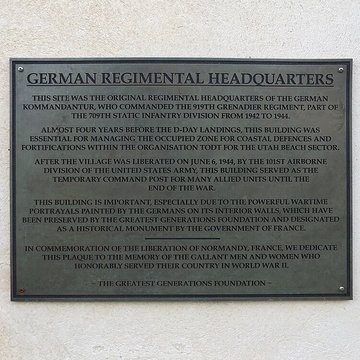 GERMAN REGIMENTAL HEADQUARTERS
THIS SITE WAS THE ORIGINAL REGIMENTAL HEADQUARTERS OF THE GERMAN
KOMMANDANTUR, WHO COMMANDED THE 919TH GRENADIER REGIMENT, PART OF
THE 709TH STATIC INFANTRY DIVISION FROM 1942 TO 1944.
ALMOST FOUR YEARS BEFORE THE D-DAY LANDINGS, THIS BUILDING WAS
ESSENTIAL FOR MANAGING THE OCCUPIED ZONE FOR COASTAL DEFENCES AND
FORTIFICATIONS WITHIN THE ORGANISATION TODT FOR THE UTAH BEACH SECTOR.
AFTER THE VILLAGE WAS LIBERATED ON JUNE 6, 1944, BY THE 101ST AIRBORNE
DIVISION OF THE UNITED STATES ARMY, THIS BUILDING SERVED AS THE
TEMPORARY COMMAND POST FOR MANY ALLIED UNITS UNTIL THE
END OF THE WAR.
THIS BUILDING IS IMPORTANT, ESPECIALLY DUE TO THE POWERFUL WARTIME
PORTRAYALS PAINTED BY THE GERMANS ON ITS INTERIOR WALLS, WHICH HAVE
BEEN PRESERVED BY THE GREATEST GENERATIONS FOUNDATION AND DESIGNATED
AS A HISTORICAL MONUMENT BY THE GOVERNMENT OF FRANCE.
IN COMMEMORATION OF THE LIBERATION OF NORMANDY, FRANCE, WE DEDICATE
THIS PLAQUE TO THE MEMORY OF THE GALLANT MEN AND WOMEN WHO
HONORABLY SERVED THEIR COUNTRY IN WORLD WAR II.
~ THE GREATEST GENERATIONS FOUNDATION ~